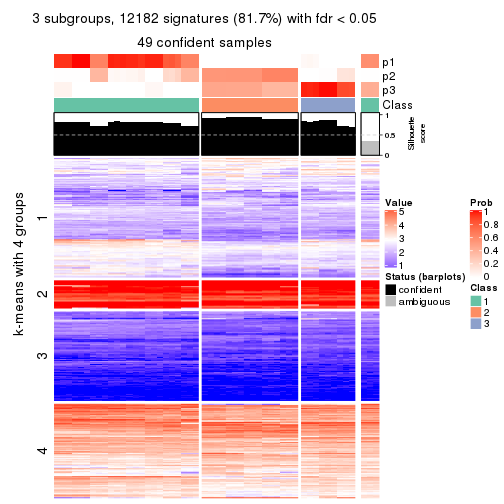 3 subgroups, 12182 signatures (81.7%) with fdr < 0.05
49 confident samples
p1
p2
p3
Class
1
0.5
0
Silhouette
score
k-means with 4 groups
1
2
3
4
Value
5
4
3
2
1
Status (barplots)
confident
ambiguous
Prob
1
0.8
0.6
0.4
0.2
0
Class
1
2
3